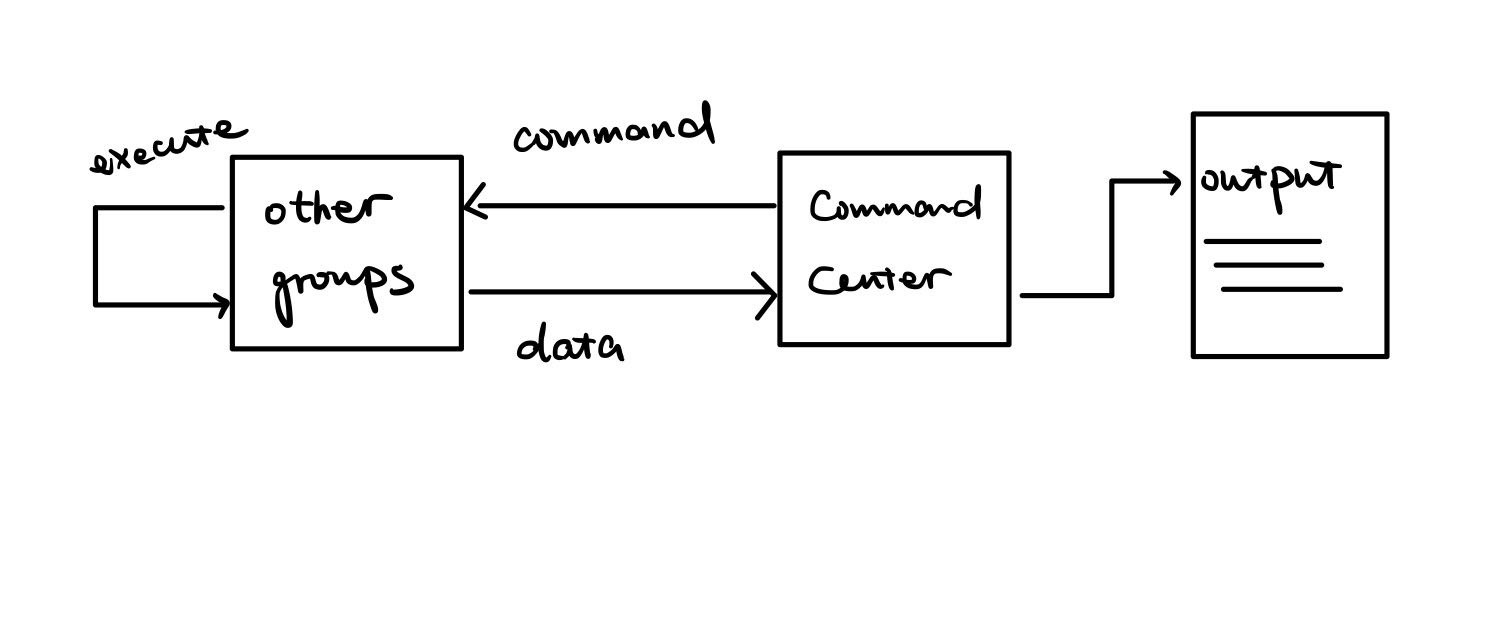 execute
command
other
groups
Command
Center
output
data